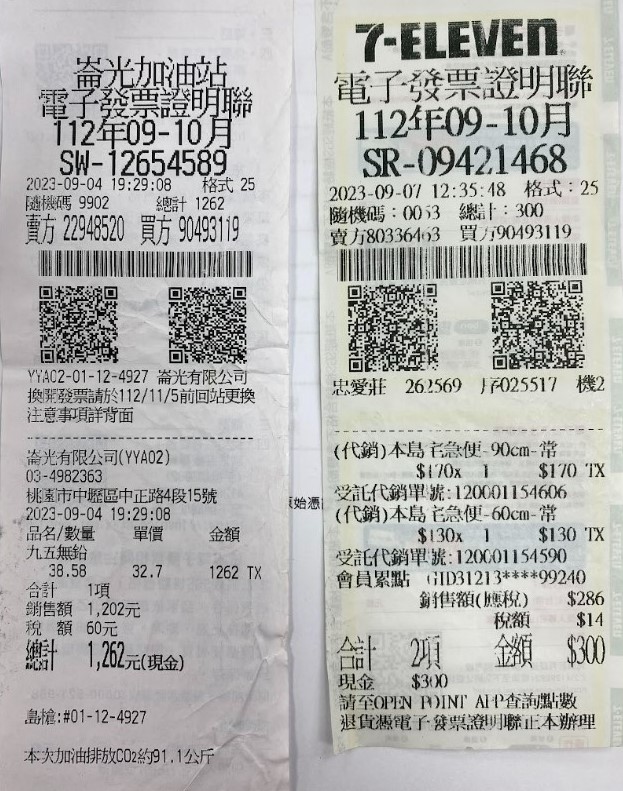 崙光加油站
電子發票證明聯
112年09-10月
SW-12654589
2023-09-04 19:29:08 格式 25
隨機碼 9902 總計 1262
賣方 22948520 買方 90493119
YYA02-01-12-4927 崙光有限公司
換開發票請於112/11/5前回站更換
注意事項詳背面
崙光有限公司(YYA02)
03-4982363
桃園市中壢區中正路4段15號
2023-09-04 19:29:08
品名/數量 單價 金額
九五無鉛
38.58 32.7 1262 TX
合計 1項
銷售額 1,202元
稅 額 60元
總計 1,262元(現金)
島槍:#01-12-4927
本次加油排放CO2約91.1公斤
7-ELEVEN
電子發票證明聯
112年09-10月
SR-09421468
2023-09-07 12:35:48 格式:25
隨機碼:0053 總計:300
賣方80336463 買方90493119
忠愛莊 262569 序025517 機2
(代銷)本島宅急便-90cm-常
$170x 1 $170 TX
受託代銷單號:120001154606
(代銷)本島宅急便-60cm-常
$130x 1 $130 TX
受託代銷單號:120001154590
會員累點 GID31213****99240
銷售額(應稅) $286
稅額 $14
合計 2項 金額 $300
現金 $300
請至OPEN POINT APP查詢點數
退貨憑電子發票證明聯正本辦理